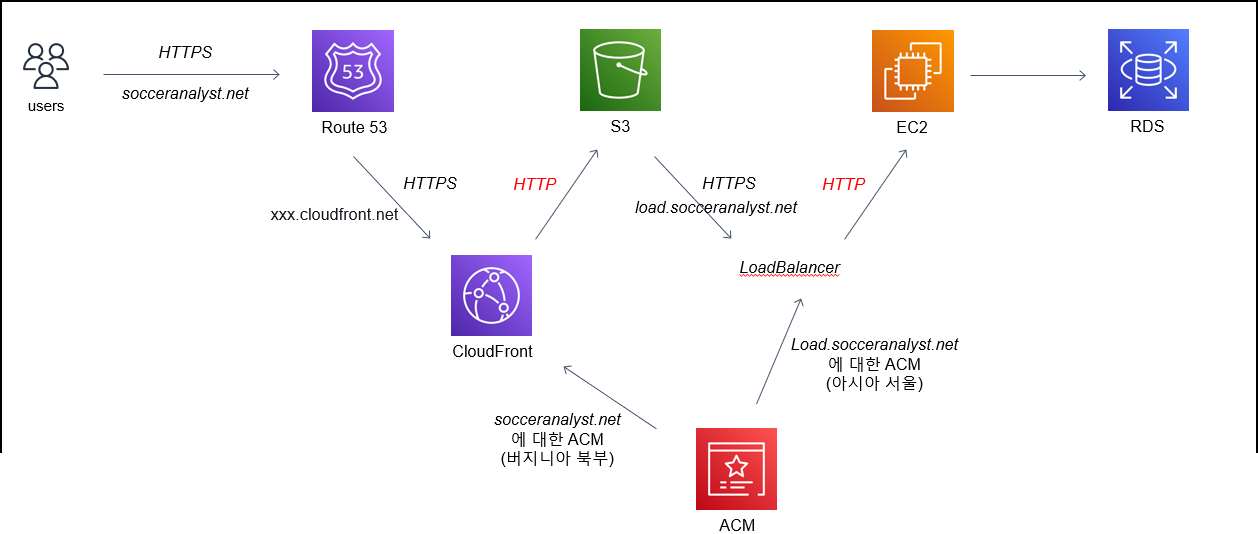 HTTPS
socceranalyst.net
users
53
Route 53
S3
EC2
RDS
HTTPS
xxx.cloudfront.net
HTTP
HTTPS
load.socceranalyst.net
HTTP
LoadBalancer
CloudFront
Load.socceranalyst.net
에 대한 ACM
(아시아 서울)
socceranalyst.net
에 대한 ACM
(버지니아 북부)
ACM